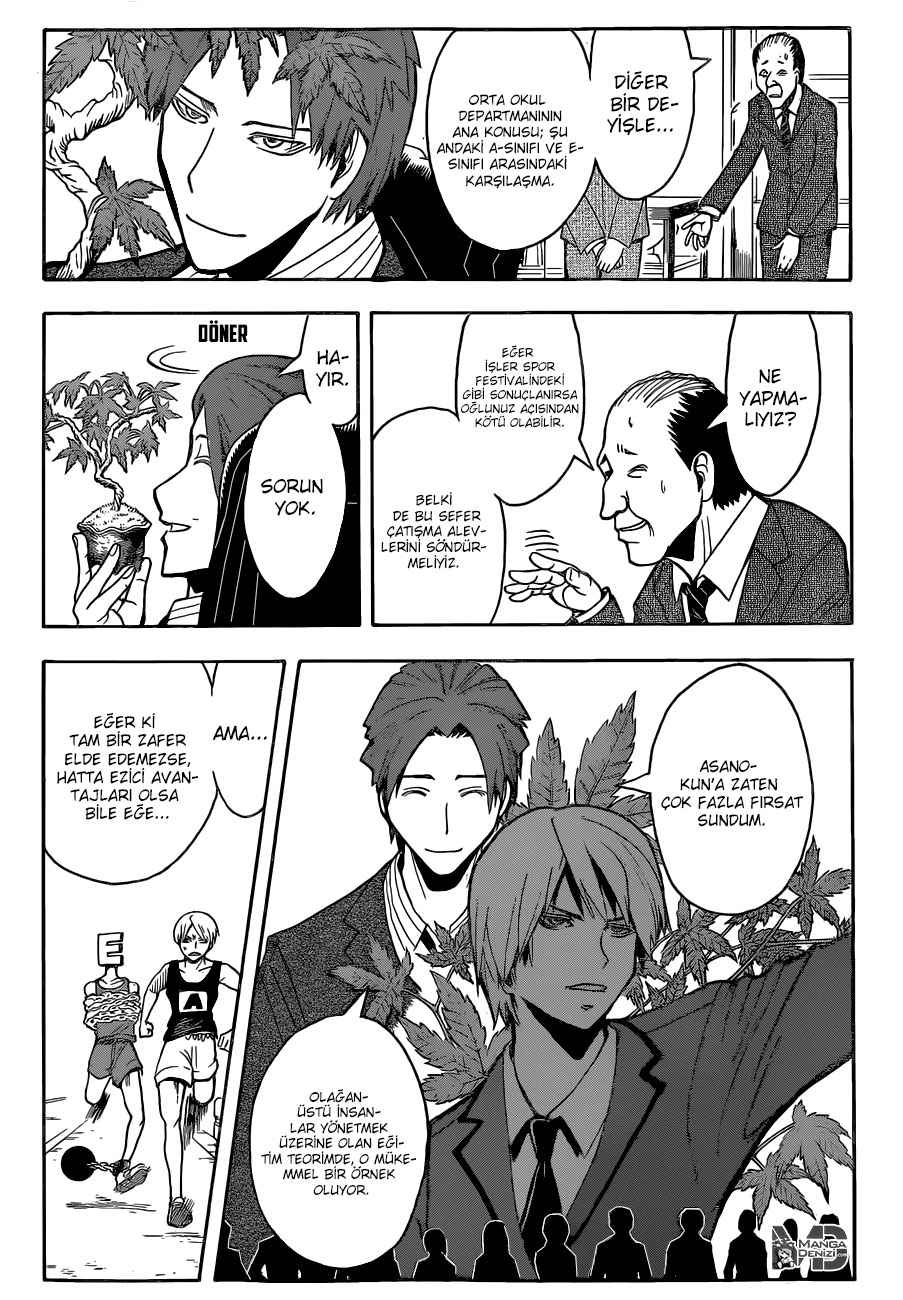 DİĞER
BİR DE-
YİŞLE...
ORTA OKUL
DEPARTMANININ
ANA KONUSU; ŞU
ANDAKİ A-SINIFI VE E-
SINIFI ARASINDAKİ
KARŞILAŞMA.
NE
YAPMA-
LIYIZ?
EĞER
İŞLER SPOR
FESTİVALİNDEKİ
GİBİ SONUÇLANIRSA
OĞLUNUZ AÇISINDAN
KÖTÜ OLABİLİR.
BELKİ
DE BU SEFER
ÇATIŞMA ALEV-
LERİNİ SÖNDÜR-
MELİYİZ.
DÖNER
HA-
YIR.
SORUN
YOK.
ASANO-
KUN'A ZATEN
ÇOK FAZLA FIRSAT
SUNDUM.
OLAĞAN-
ÜSTÜ İNSAN-
LAR YÖNETMEK
ÜZERİNE OLAN EĞİ-
TİM TEORİMDE, O MÜKE-
MMEL BİR ÖRNEK
OLUYOR.
AMA...
EĞER Kİ
TAM BİR ZAFER
ELDE EDEMEZSE,
HATTA EZİCİ AVAN-
TAJLARI OLSA
BİLE EĞE...
E
A
MANGA
DENİZİ
MD